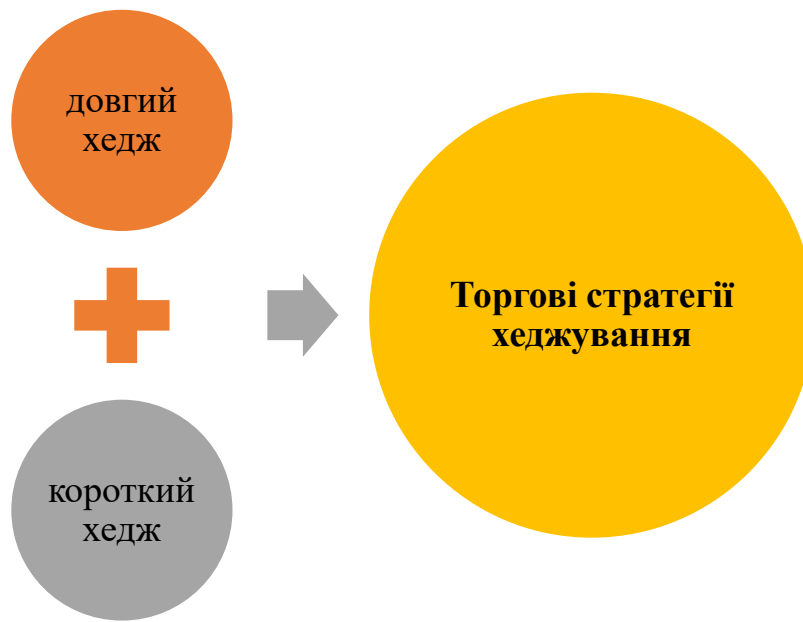 довгий
хедж
короткий
хедж
Торгові стратегії
хеджування